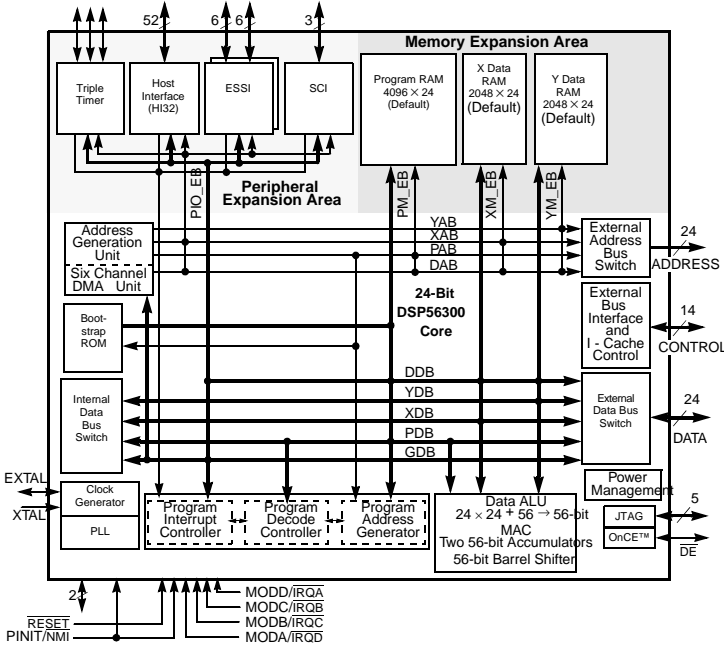 52
6
6
3
Memory Expansion Area
Triple
Timer
Host
Interface
(HI32)
ESSI
SCI
Program RAM
4096 × 24
(Default)
X Data
RAM
2048 × 24
(Default)
Y Data
RAM
2048 × 24
(Default)
PIO_EB
Peripheral
Expansion Area
PM_EB
XM_EB
YM_EB
Address
Generation
Unit
Six Channel
DMA Unit
YAB
XAB
PAB
DAB
External
Address
Bus
Switch
24
ADDRESS
24-Bit
DSP56300
Core
Boot-
strap
ROM
External
Bus
Interface
and
I - Cache
Control
14
CONTROL
Internal
Data
Bus
Switch
DDB
YDB
XDB
PDB
GDB
External
Data Bus
Switch
24
DATA
EXTAL
XTAL
Clock
Generator
PLL
Program
Interrupt
Controller
Program
Decode
Controller
Program
Address
Generator
Data ALU
24 × 24 + 56 → 56-bit
MAC
Two 56-bit Accumulators
56-bit Barrel Shifter
Power
Management
JTAG
OnCE™
5
DE
2
RESET
PINIT/NMI
MODD/IRQA
MODC/IRQB
MODB/IRQC
MODA/IRQD